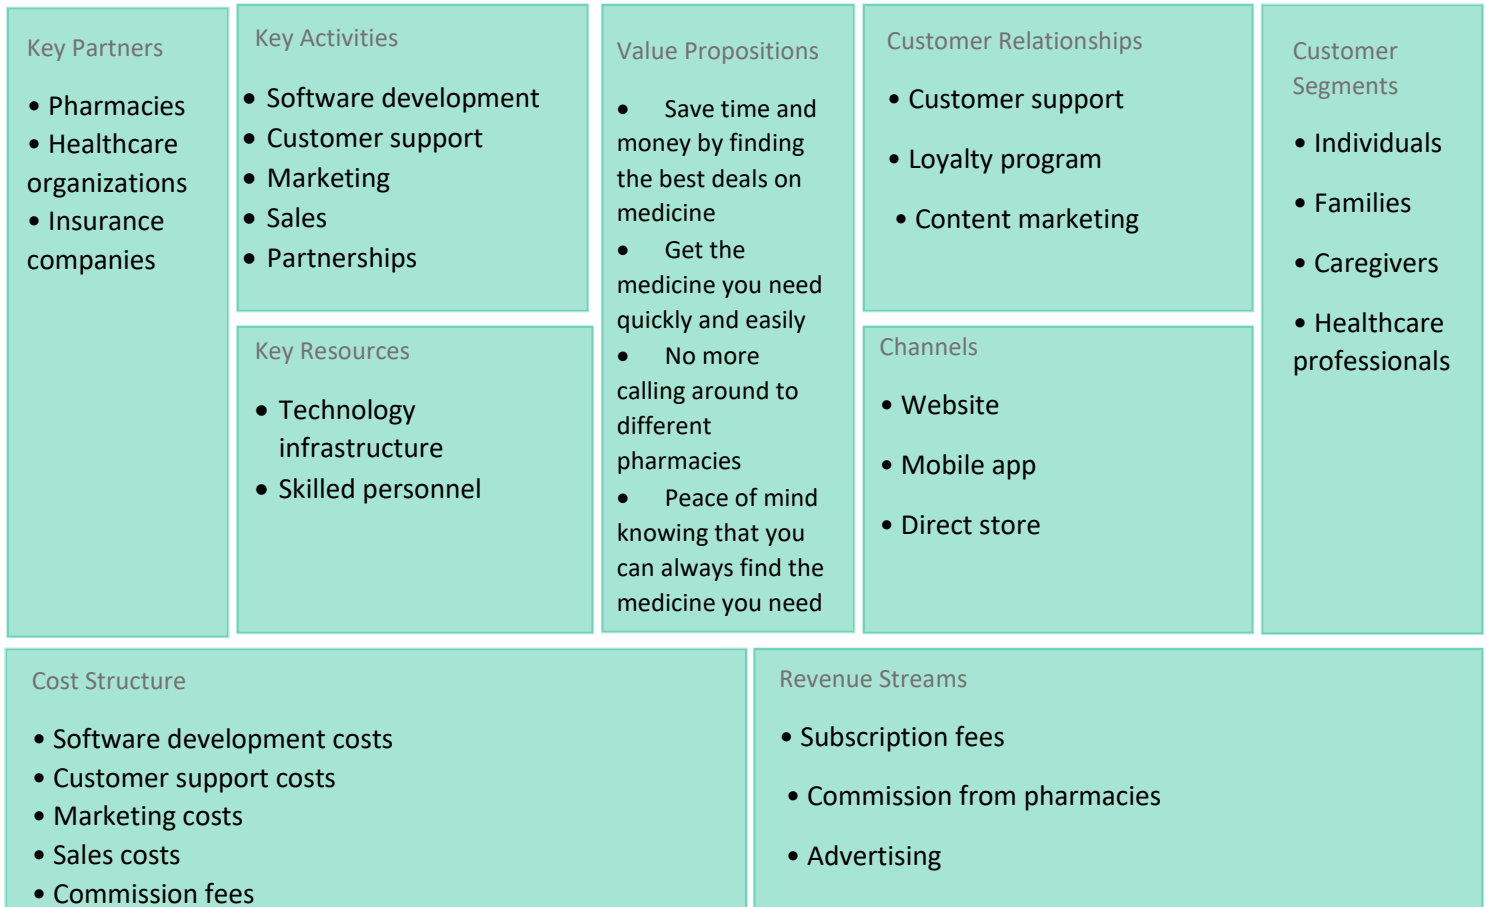 Key Partners
• Pharmacies
• Healthcare
organizations
• Insurance
companies
Key Activities
• Software development
• Customer support
• Marketing
• Sales
• Partnerships
Key Resources
• Technology
infrastructure
• Skilled personnel
Value Propositions
• Save time and
money by finding
the best deals on
medicine
• Get the
medicine you need
quickly and easily
• No more
calling around to
different
pharmacies
• Peace of mind
knowing that you
can always find the
medicine you need
Customer Relationships
• Customer support
• Loyalty program
• Content marketing
Channels
• Website
• Mobile app
• Direct store
Customer
Segments
• Individuals
• Families
• Caregivers
• Healthcare
professionals
Cost Structure
• Software development costs
• Customer support costs
• Marketing costs
• Sales costs
• Commission fees
Revenue Streams
• Subscription fees
• Commission from pharmacies
• Advertising